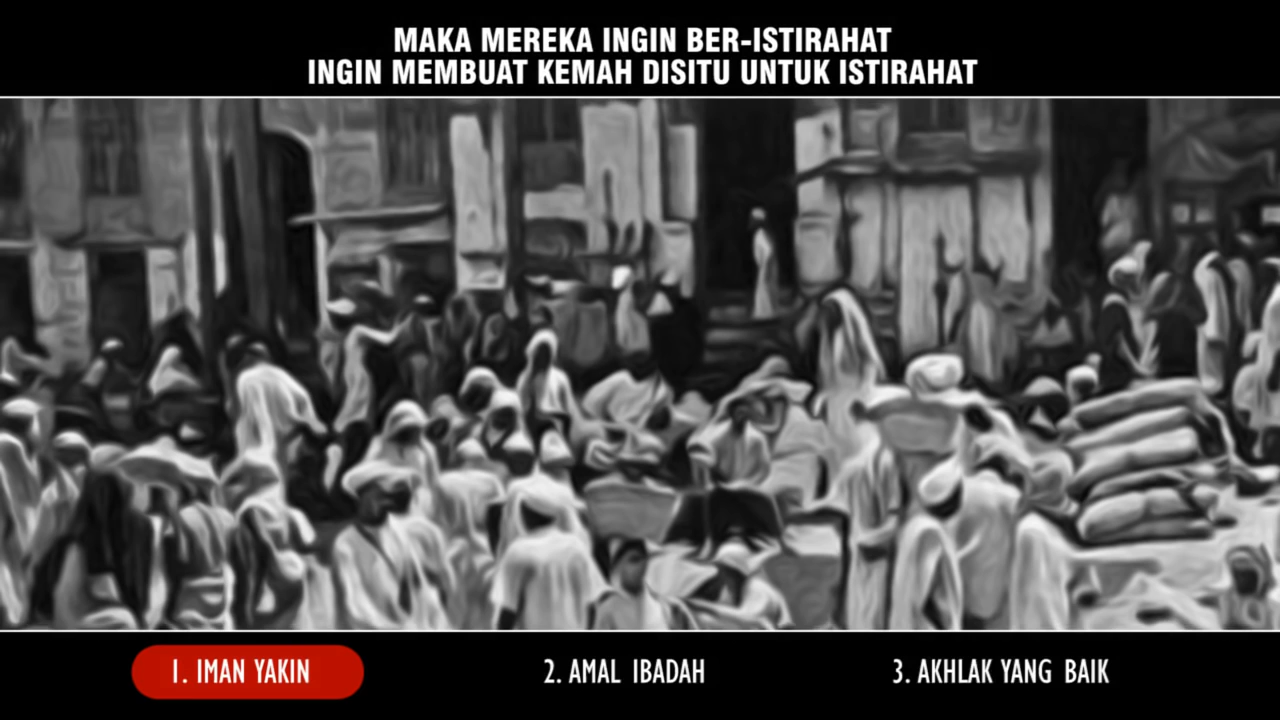 MAKA MEREKA INGIN BER-ISTIRAHAT
INGIN MEMBUAT KEMAH DISITU UNTUK ISTIRAHAT
1. IMAN YAKIN
2. AMAL IBADAH
3. AKHLAK YANG BAIK